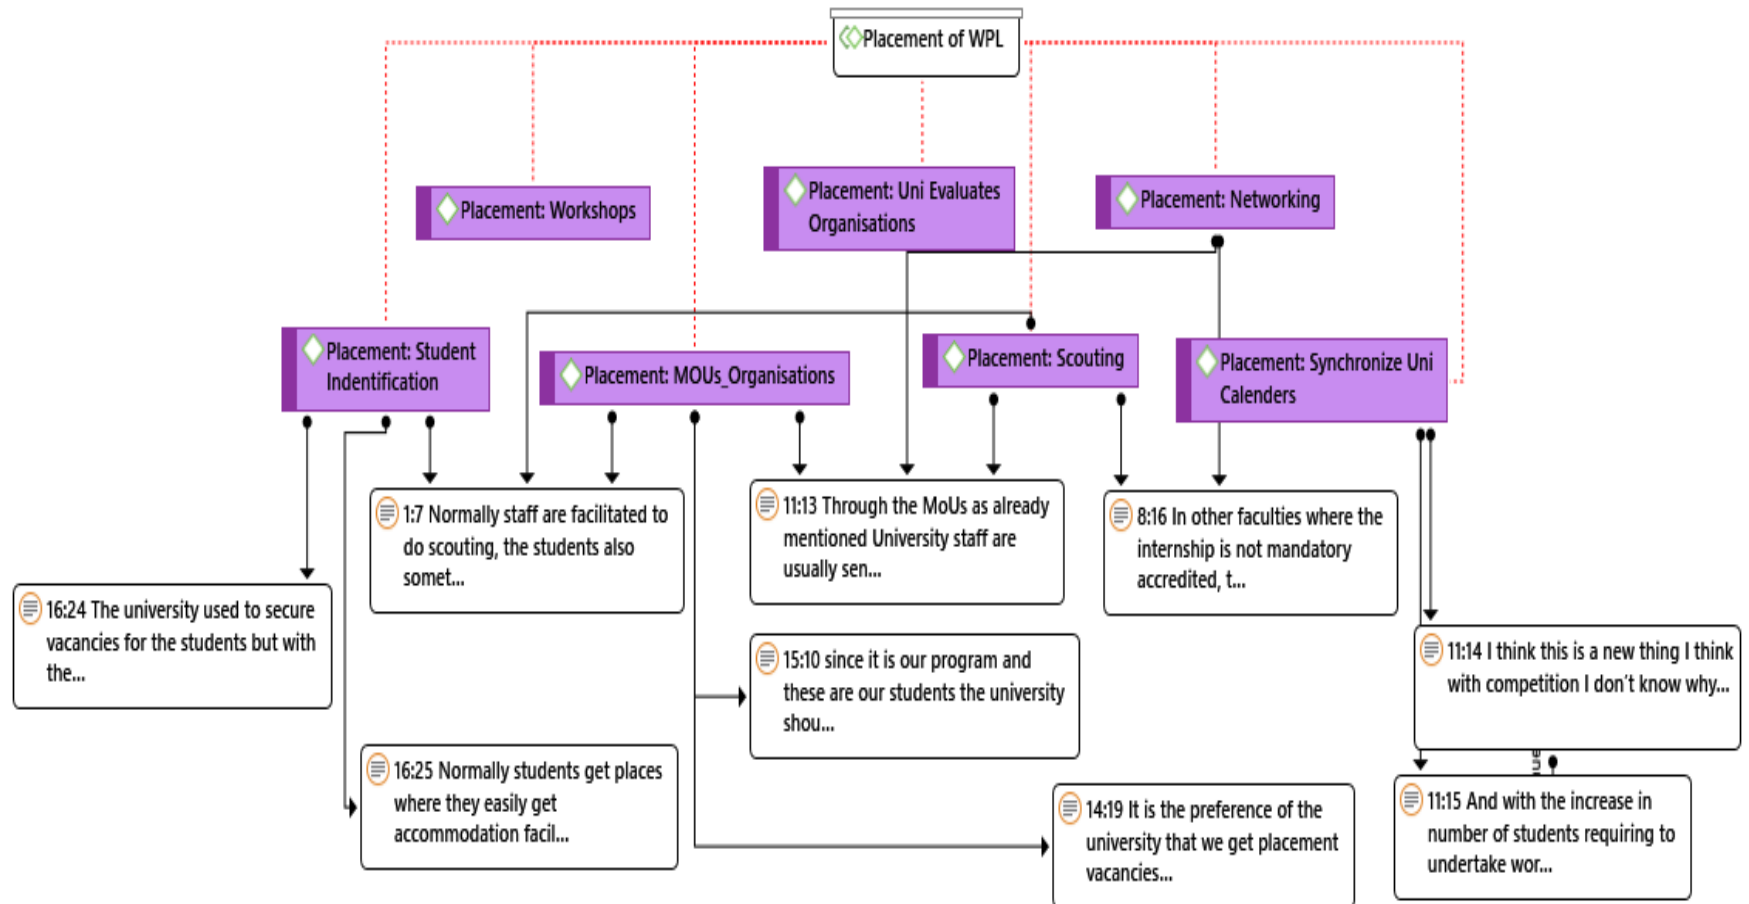 Placement of WPL
Placement: Workshops
Placement: Uni Evaluates
Organisations
Placement: Networking
Placement: Student
Indentification
Placement: MOUs_Organisations
Placement: Scouting
Placement: Synchronize Uni
Calenders
1:7 Normally staff are facilitated to
do scouting, the students also
somet...
11:13 Through the MoUs as already
mentioned University staff are
usually sen...
8:16 In other faculties where the
internship is not mandatory
accredited, t...
16:24 The university used to secure
vacancies for the students but with
the...
15:10 since it is our program and
these are our students the university
shou...
11:14 I think this is a new thing I think
with competition I don't know why...
16:25 Normally students get places
where they easily get
accommodation facil...
14:19 It is the preference of the
university that we get placement
vacancies...
11:15 And with the increase in
number of students requiring to
undertake wor...